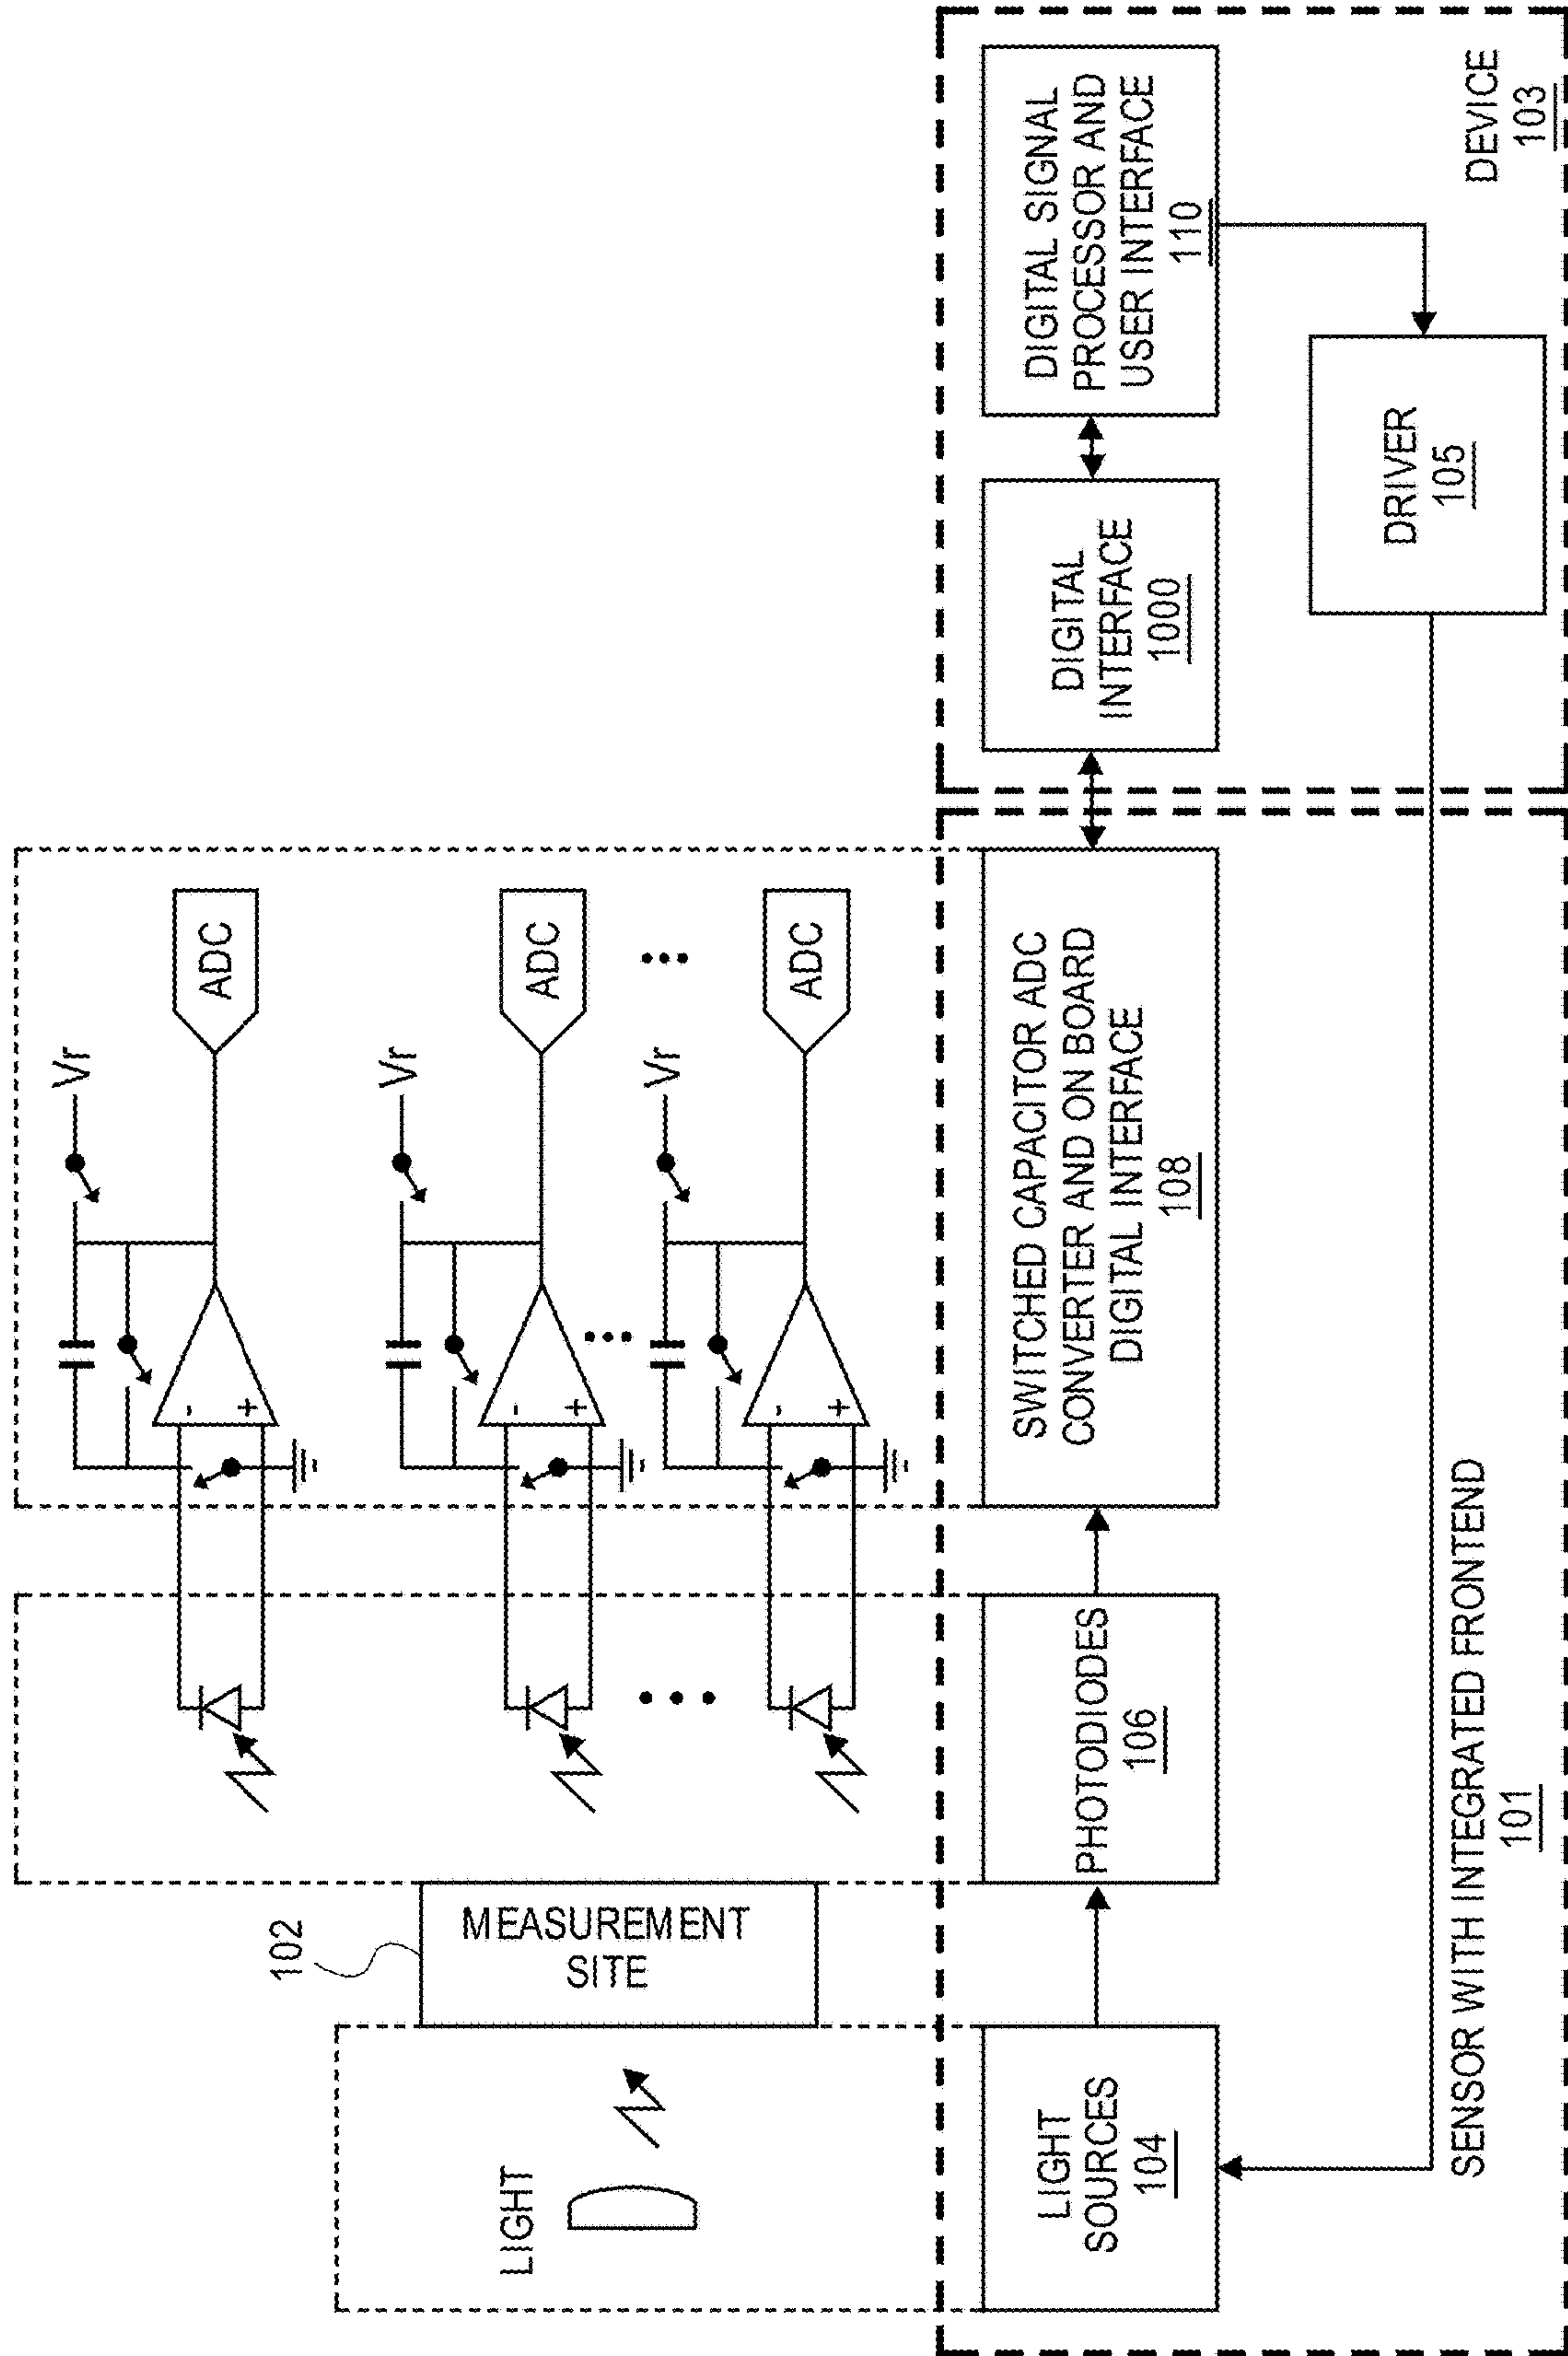 LIGHT
102
MEASUREMENT
SITE
Vr
-
+
ADC
Vr
-
+
ADC
Vr
-
+
ADC
LIGHT
SOURCES
104
PHOTODIODES
106
SWITCHED CAPACITOR ADC
CONVERTER AND ON BOARD
DIGITAL INTERFACE
108
DIGITAL
INTERFACE
1000
DIGITAL SIGNAL
PROCESSOR AND
USER INTERFACE
110
DRIVER
105
SENSOR WITH INTEGRATED FRONTEND
101
DEVICE
103